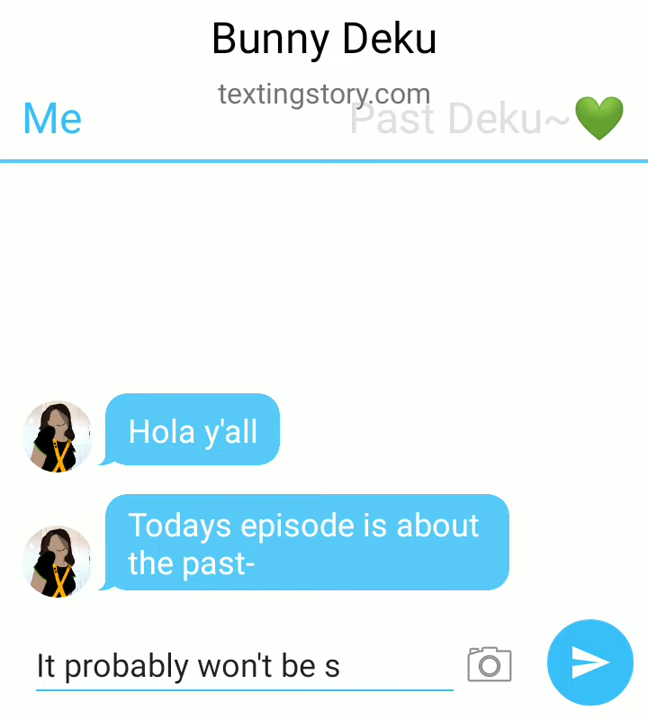 Bunny Deku
textingstory.com
Me
Past Deku~💚
Hola y'all
Todays episode is about
the past-
It probably won't be s